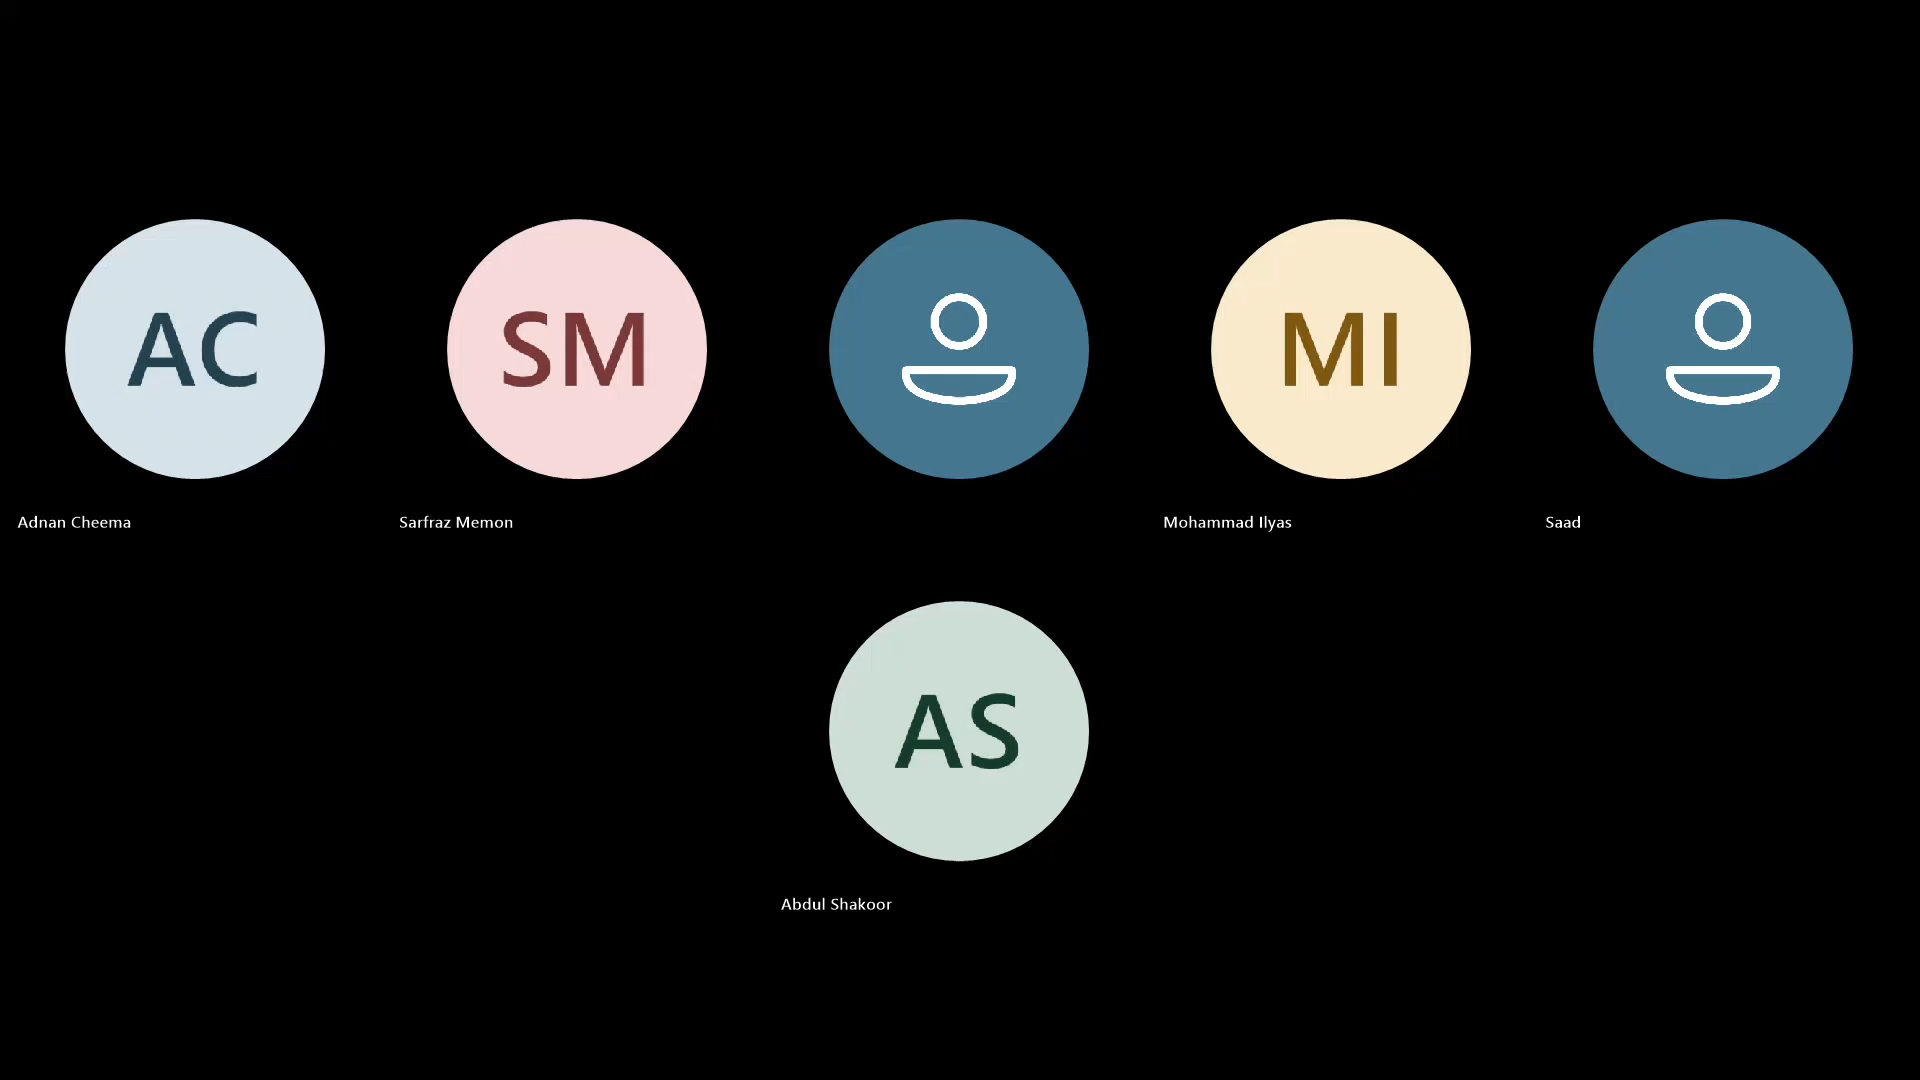 AC
SM
MI
Adnan Cheema
Sarfraz Memon
Mohammad Ilyas
Saad
AS
Abdul Shakoor